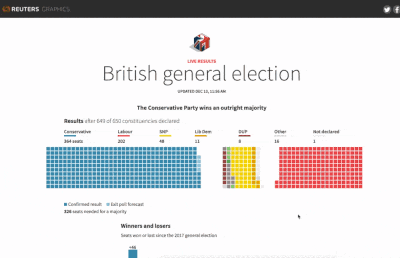 REUTERS GRAPHICS
LIVE RESULTS
British general election
UPDATED DEC 13, 11:56 AM
The Conservative Party wins an outright majority
Results after 649 of 650 constituencies declared
Conservative Labour SNP Lib Dem DUP Other Not declared
364 seats 202 48 11 8 16 1
Confirmed result Exit poll forecast
326 seats needed for a majority
Winners and losers
Seats won or lost since the 2017 general election
+46